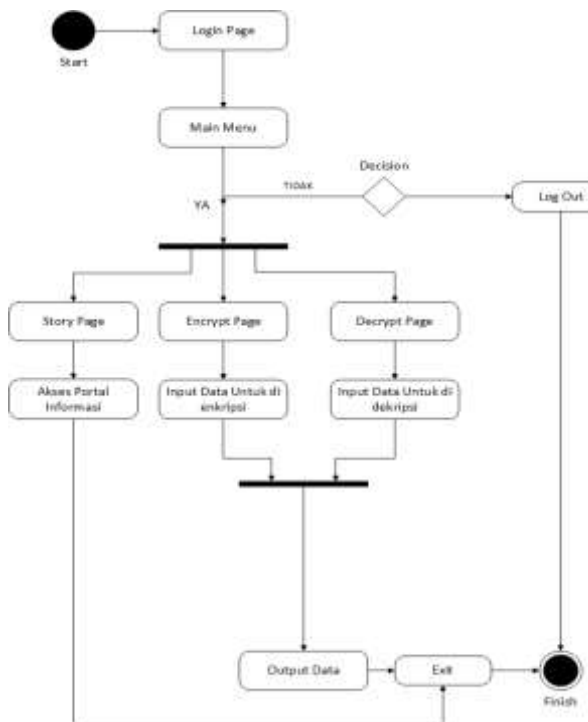 Login Page
Start
Main Menu
Decision
TIDAK
YA
Log Out
Story Page
Encrypt Page
Decrypt Page
Akses Portal
Informasi
Input Data Untuk di
enkripsi
Input Data Untuk di
dekripsi
Output Data
Exit
Finish